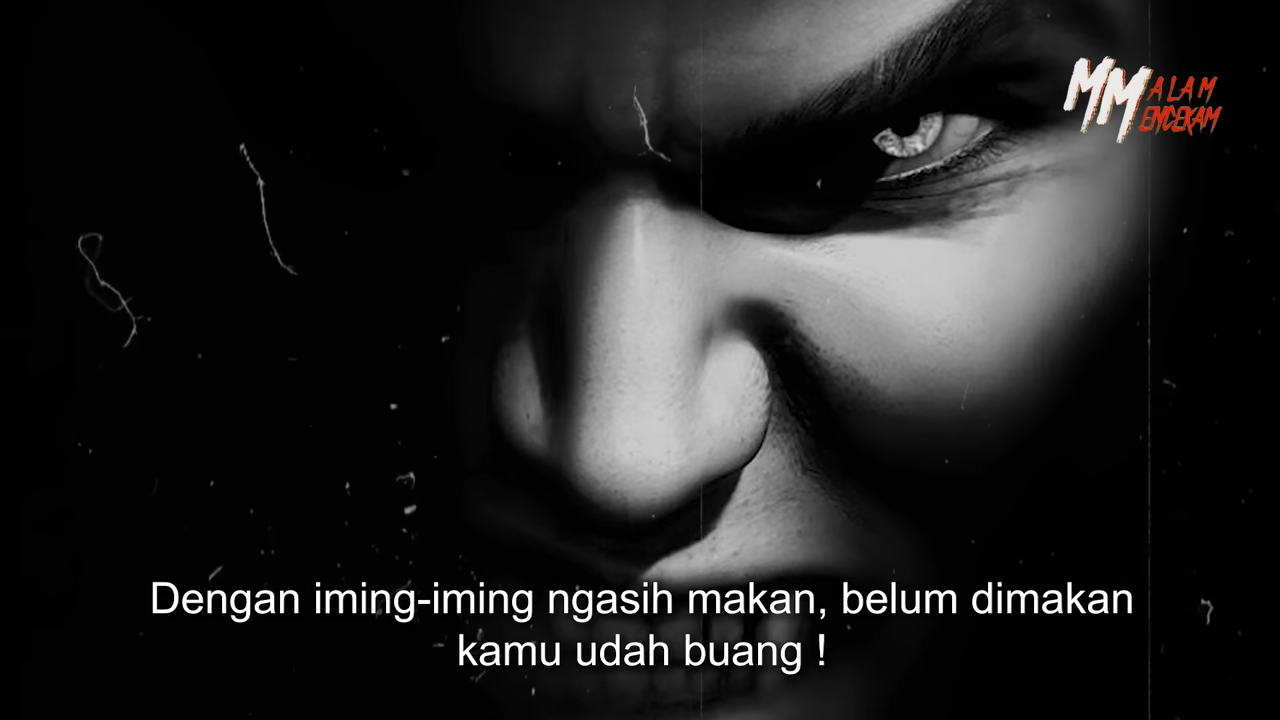 MALAM
MENCEKAM
Dengan iming-iming ngasih makan, belum dimakan
kamu udah buang !